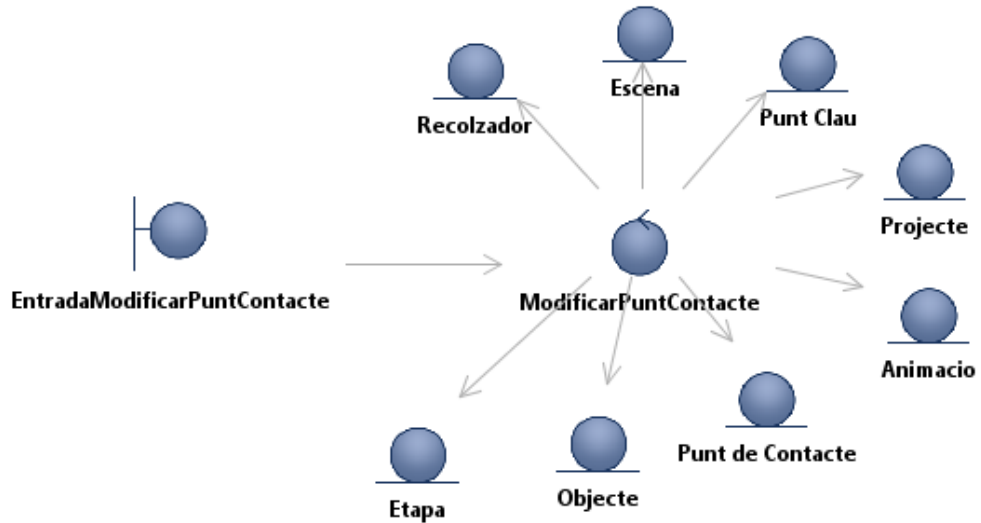 Escena
Recolzador
Punt Clau
Projecte
EntradaModificarPuntContacte
ModificarPuntContacte
Animacio
Punt de Contacte
Objecte
Etapa